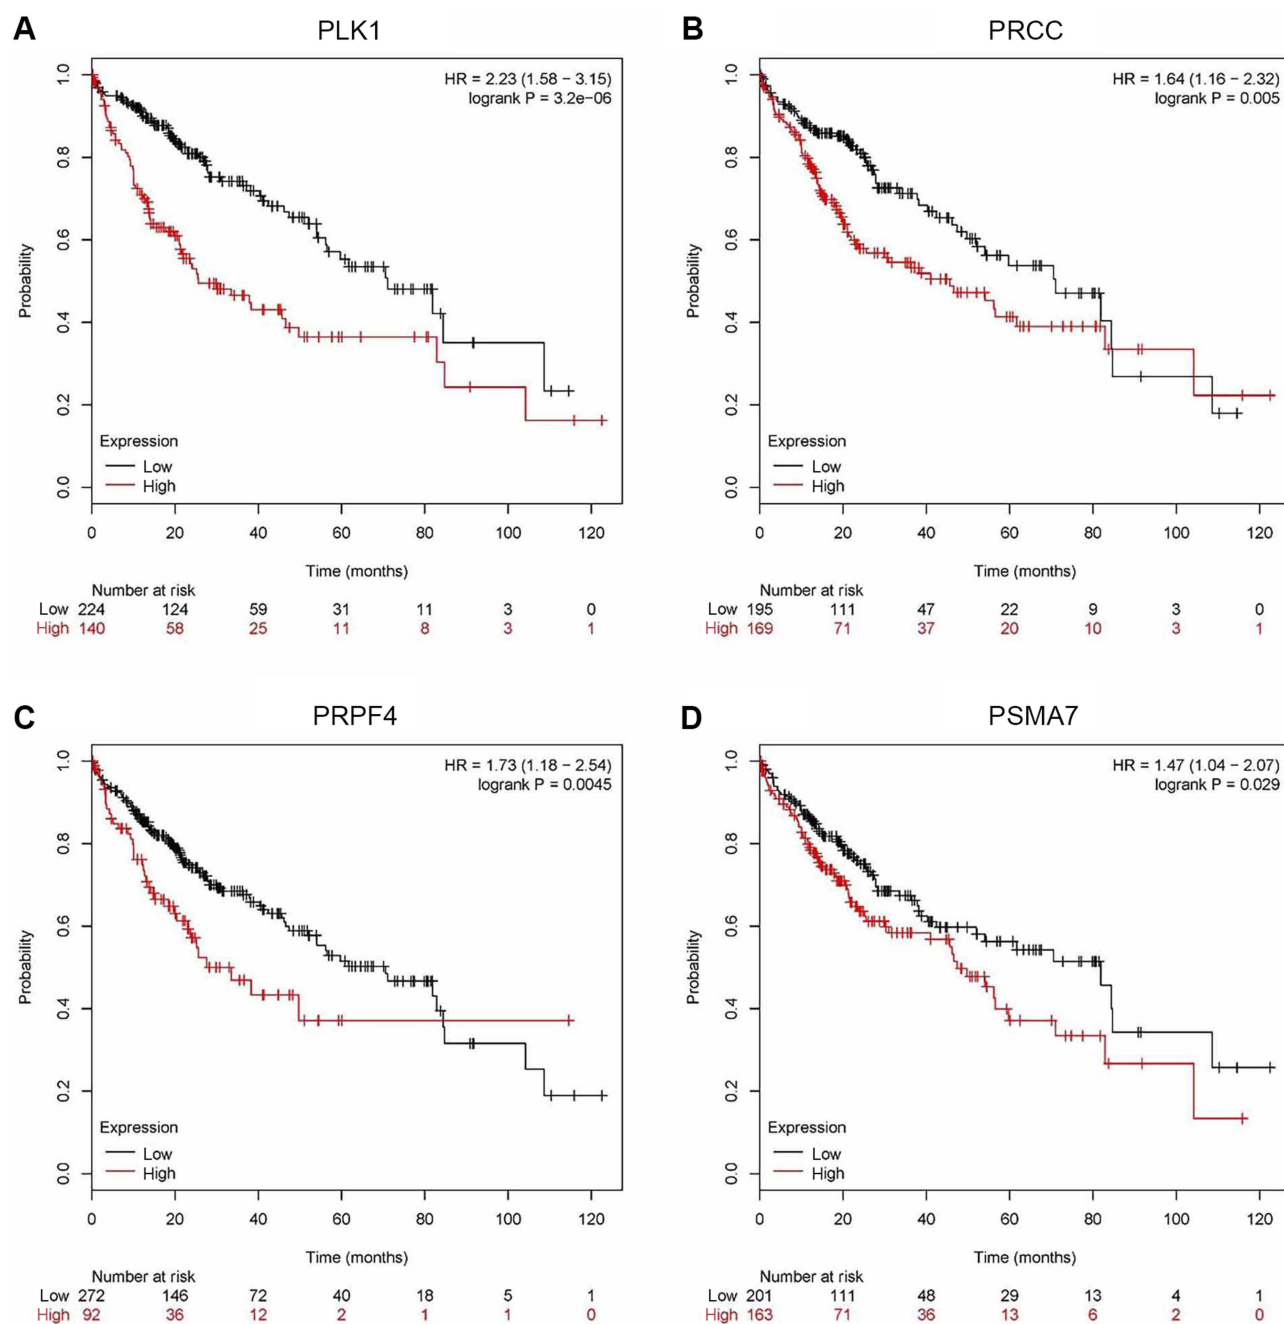 A
PLK1
HR = 2.23 (1.58 − 3.15)
logrank P = 3.2e−06
Probability
1.0
0.8
0.6
0.4
0.2
0.0
Expression
Low
High
0 20 40 60 80 100 120
Time (months)
Number at risk
Low 224 124 59 31 11 3 0
High 140 58 25 11 8 3 1
B
PRCC
HR = 1.64 (1.16 − 2.32)
logrank P = 0.005
Probability
1.0
0.8
0.6
0.4
0.2
0.0
Expression
Low
High
0 20 40 60 80 100 120
Time (months)
Number at risk
Low 195 111 47 22 9 3 0
High 169 71 37 20 10 3 1
C
PRPF4
HR = 1.73 (1.18 − 2.54)
logrank P = 0.0045
Probability
1.0
0.8
0.6
0.4
0.2
0.0
Expression
Low
High
0 20 40 60 80 100 120
Time (months)
Number at risk
Low 272 146 72 40 18 5 1
High 92 36 12 2 1 1 0
D
PSMA7
HR = 1.47 (1.04 − 2.07)
logrank P = 0.029
Probability
1.0
0.8
0.6
0.4
0.2
0.0
Expression
Low
High
0 20 40 60 80 100 120
Time (months)
Number at risk
Low 201 111 48 29 13 4 1
High 163 71 36 13 6 2 0